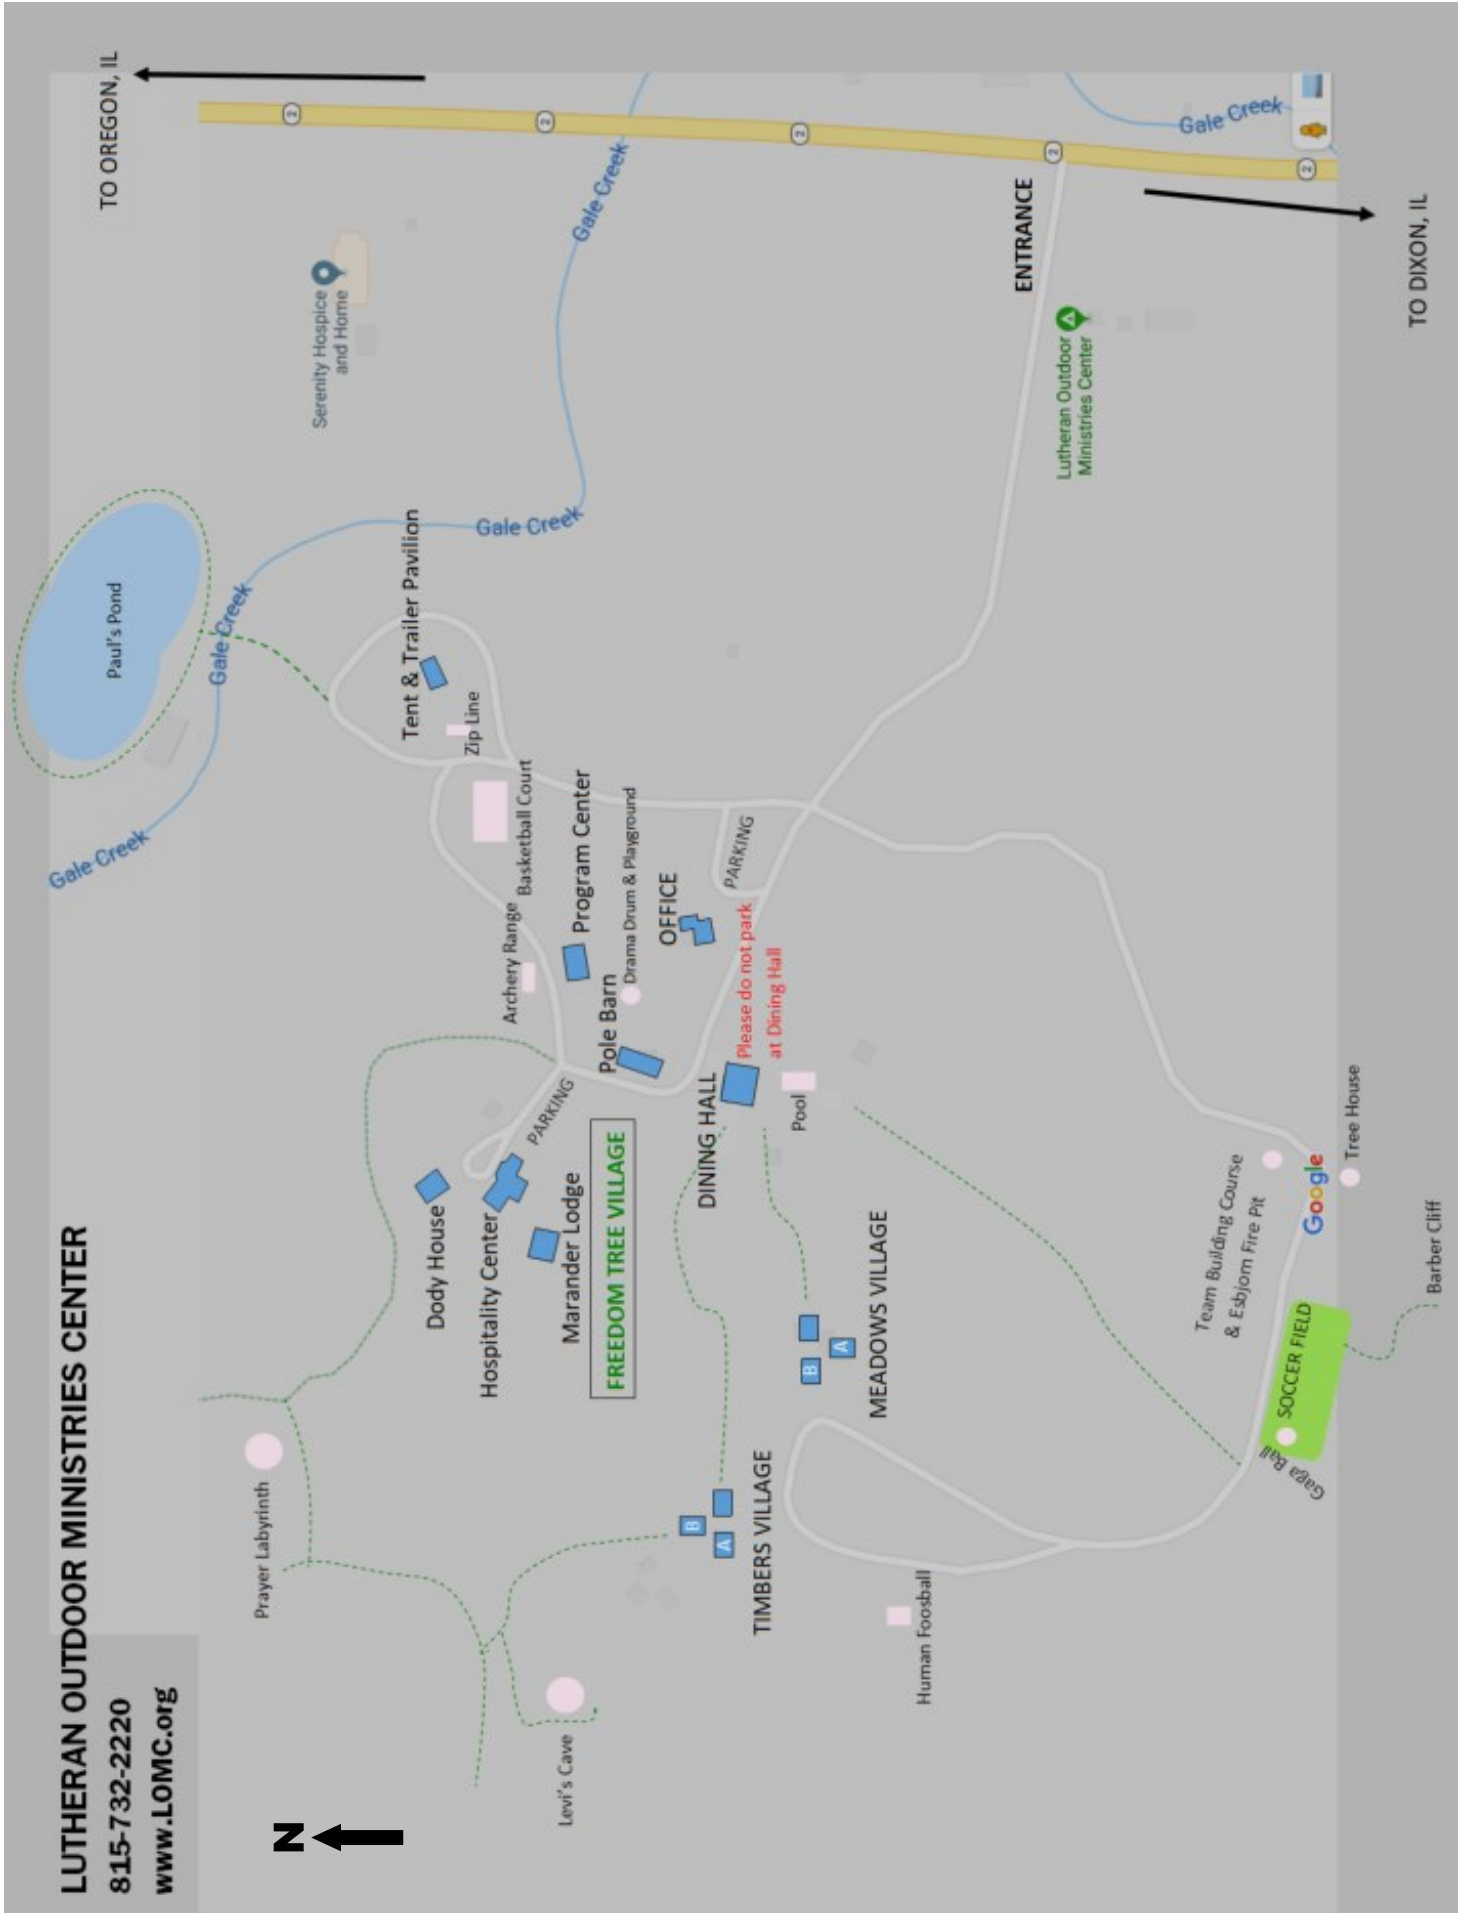 LUTHERAN OUTDOOR MINISTRIES CENTER
815-732-2220
www.LOMC.org
TO OREGON, IL
Paul's Pond
Gale Creek
Gale Creek
Gale Creek
Gale Creek
Gale Creek
Serenity Hospice
and Home
2
2
2
2
2
N
Prayer Labyrinth
Levi's Cave
Dody House
Hospitality Center
Marander Lodge
FREEDOM TREE VILLAGE
PARKING
Tent & Trailer Pavilion
Zip Line
Basketball Court
Archery Range
Program Center
Drama Drum & Playground
Pole Barn
OFFICE
PARKING
Please do not park
at Dining Hall
DINING HALL
Pool
B
A
TIMBERS VILLAGE
B
A
MEADOWS VILLAGE
Human Foosball
ENTRANCE
Lutheran Outdoor
Ministries Center
Team Building Course
& Esbjorn Fire Pit
SOCCER FIELD
Gaga Ball
Google
Tree House
Barber Cliff
TO DIXON, IL